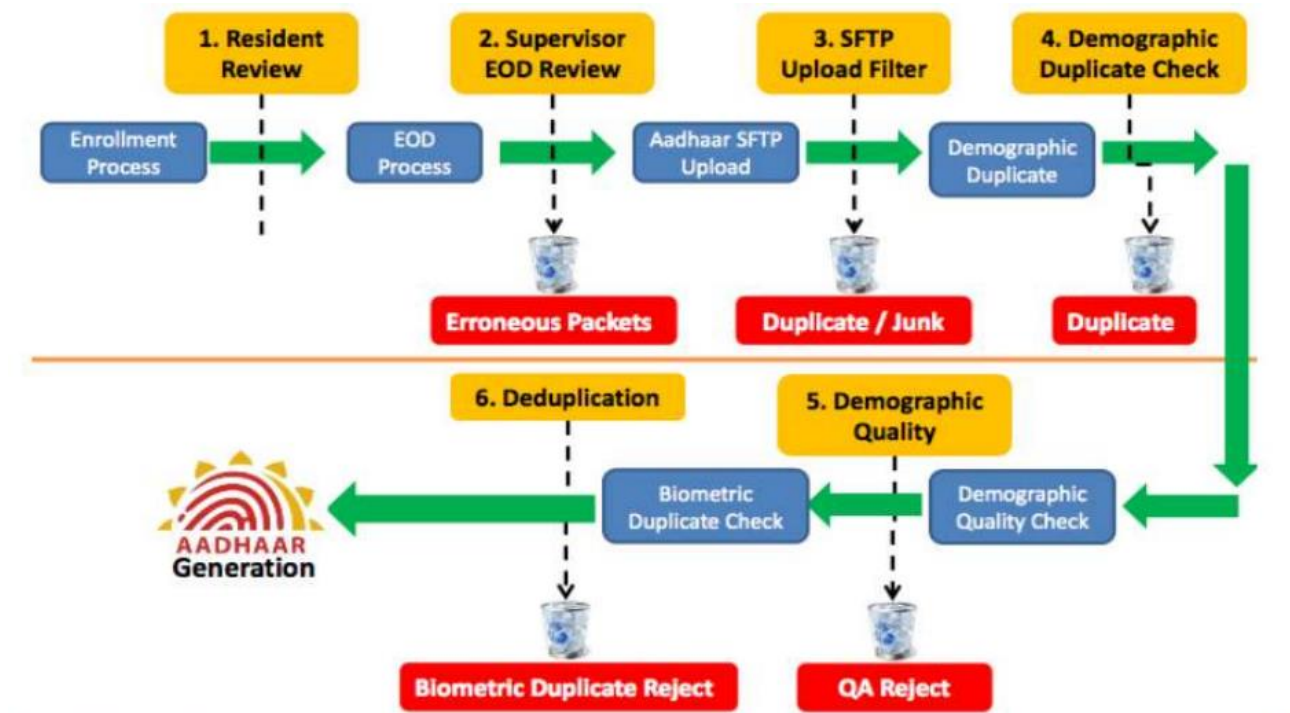 1. Resident
Review
2. Supervisor
EOD Review
3. SFTP
Upload Filter
4. Demographic
Duplicate Check
Enrollment
Process
EOD
Process
Aadhaar SFTP
Upload
Demographic
Duplicate
Erroneous Packets
Duplicate / Junk
Duplicate
6. Deduplication
5. Demographic
Quality
AADHAAR
Generation
Biometric
Duplicate Check
Demographic
Quality Check
Biometric Duplicate Reject
QA Reject